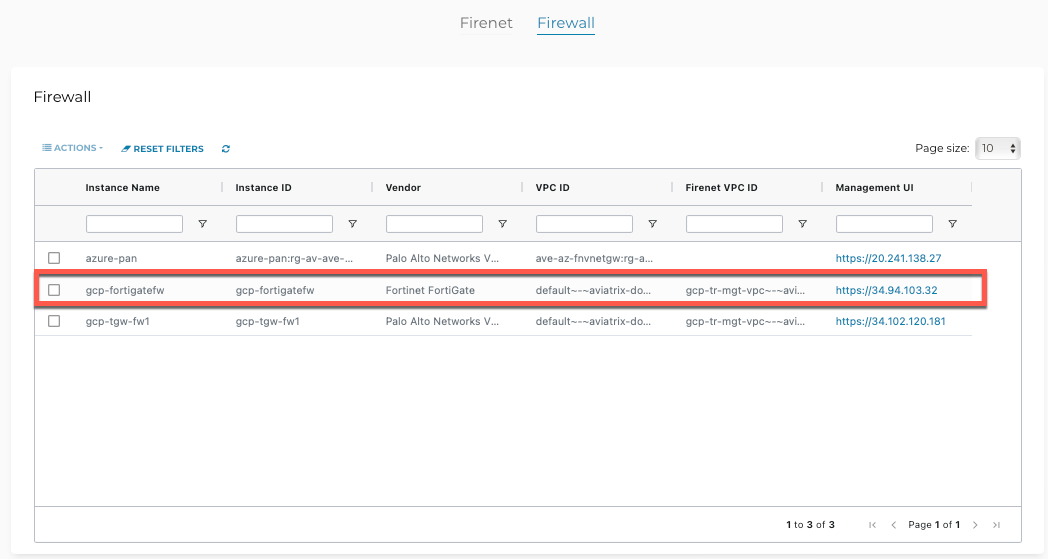 Firenet Firewall
Firewall
ACTIONS RESET FILTERS Page size: 10
Instance Name Instance ID Vendor VPC ID Firenet VPC ID Management UI
azure-pan azure-pan:rg-av-ave-... Palo Alto Networks V... ave-az-fnvnetgw:rg-a... https://20.241.138.27
gcp-fortigatefw gcp-fortigatefw Fortinet FortiGate default~-~aviatrix-do... gcp-tr-mgt-vpc~-~avi... https://34.94.103.32
gcp-tgw-fw1 gcp-tgw-fw1 Palo Alto Networks V... default~-~aviatrix-do... gcp-tr-mgt-vpc~-~avi... https://34.102.120.181
1 to 3 of 3 Page 1 of 1